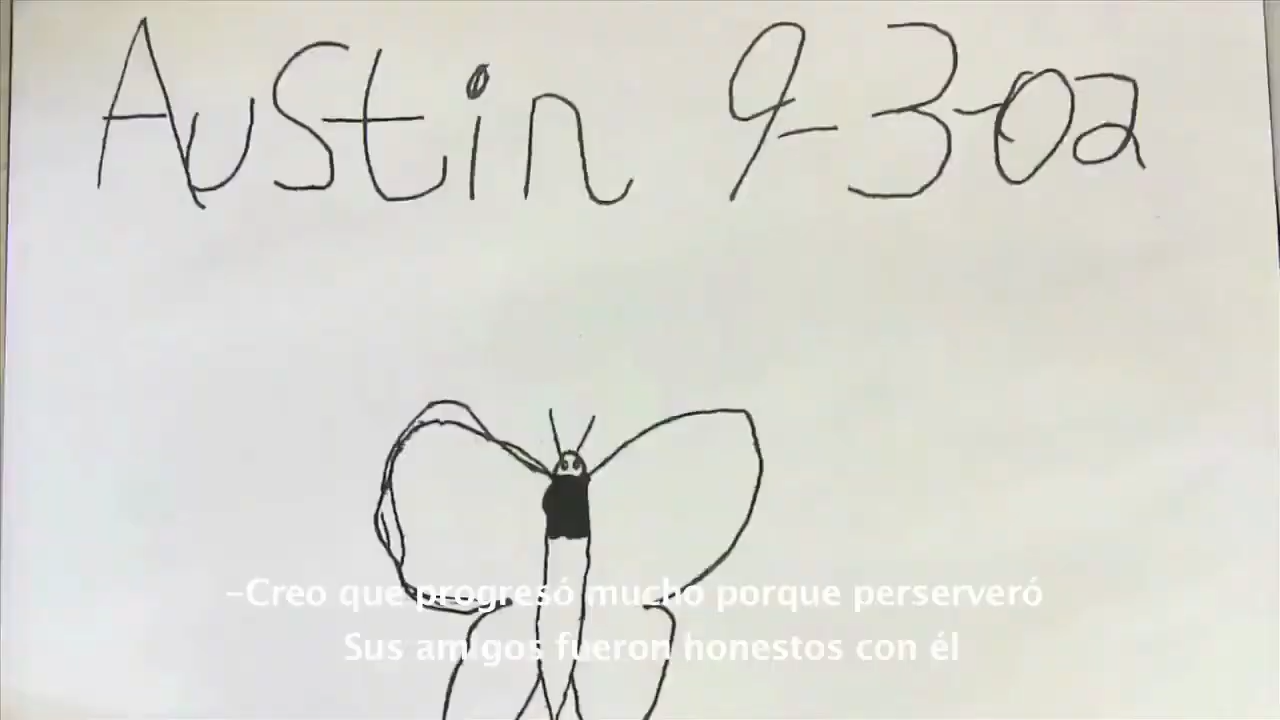 Austin 9-3-02
-Creo que progresó mucho porque perserveró
Sus amigos fueron honestos con él